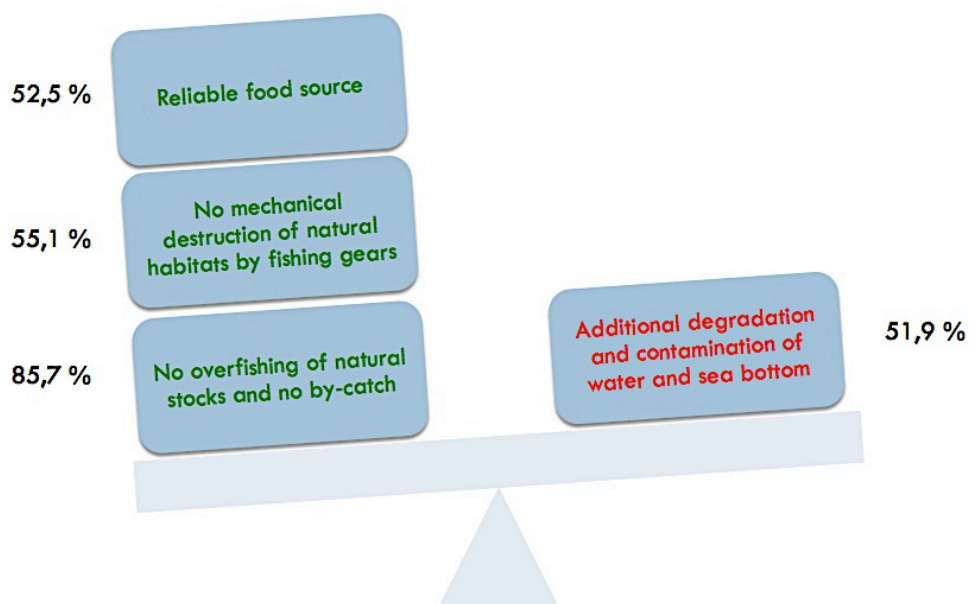 52,5 %
Reliable food source
55,1 %
No mechanical
destruction of natural
habitats by fishing gears
85,7 %
No overfishing of natural
stocks and no by-catch
Additional degradation
and contamination of
water and sea bottom
51,9 %